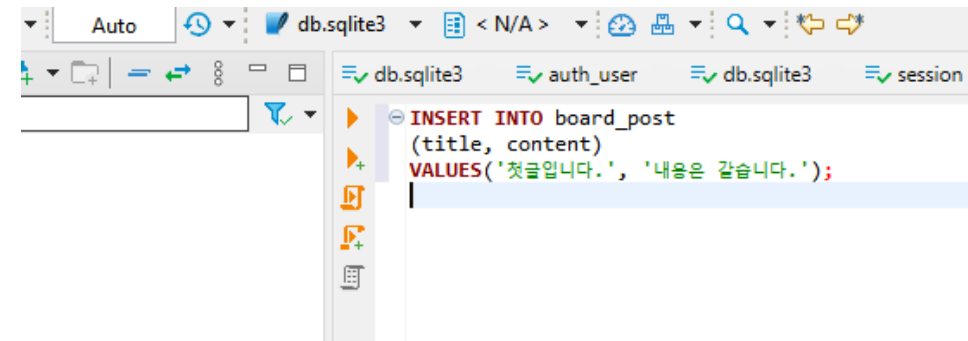 Auto
db.sqlite3
< N/A >
db.sqlite3
auth_user
db.sqlite3
session
INSERT INTO board_post
(title, content)
VALUES('첫글입니다.', '내용은 같습니다.');